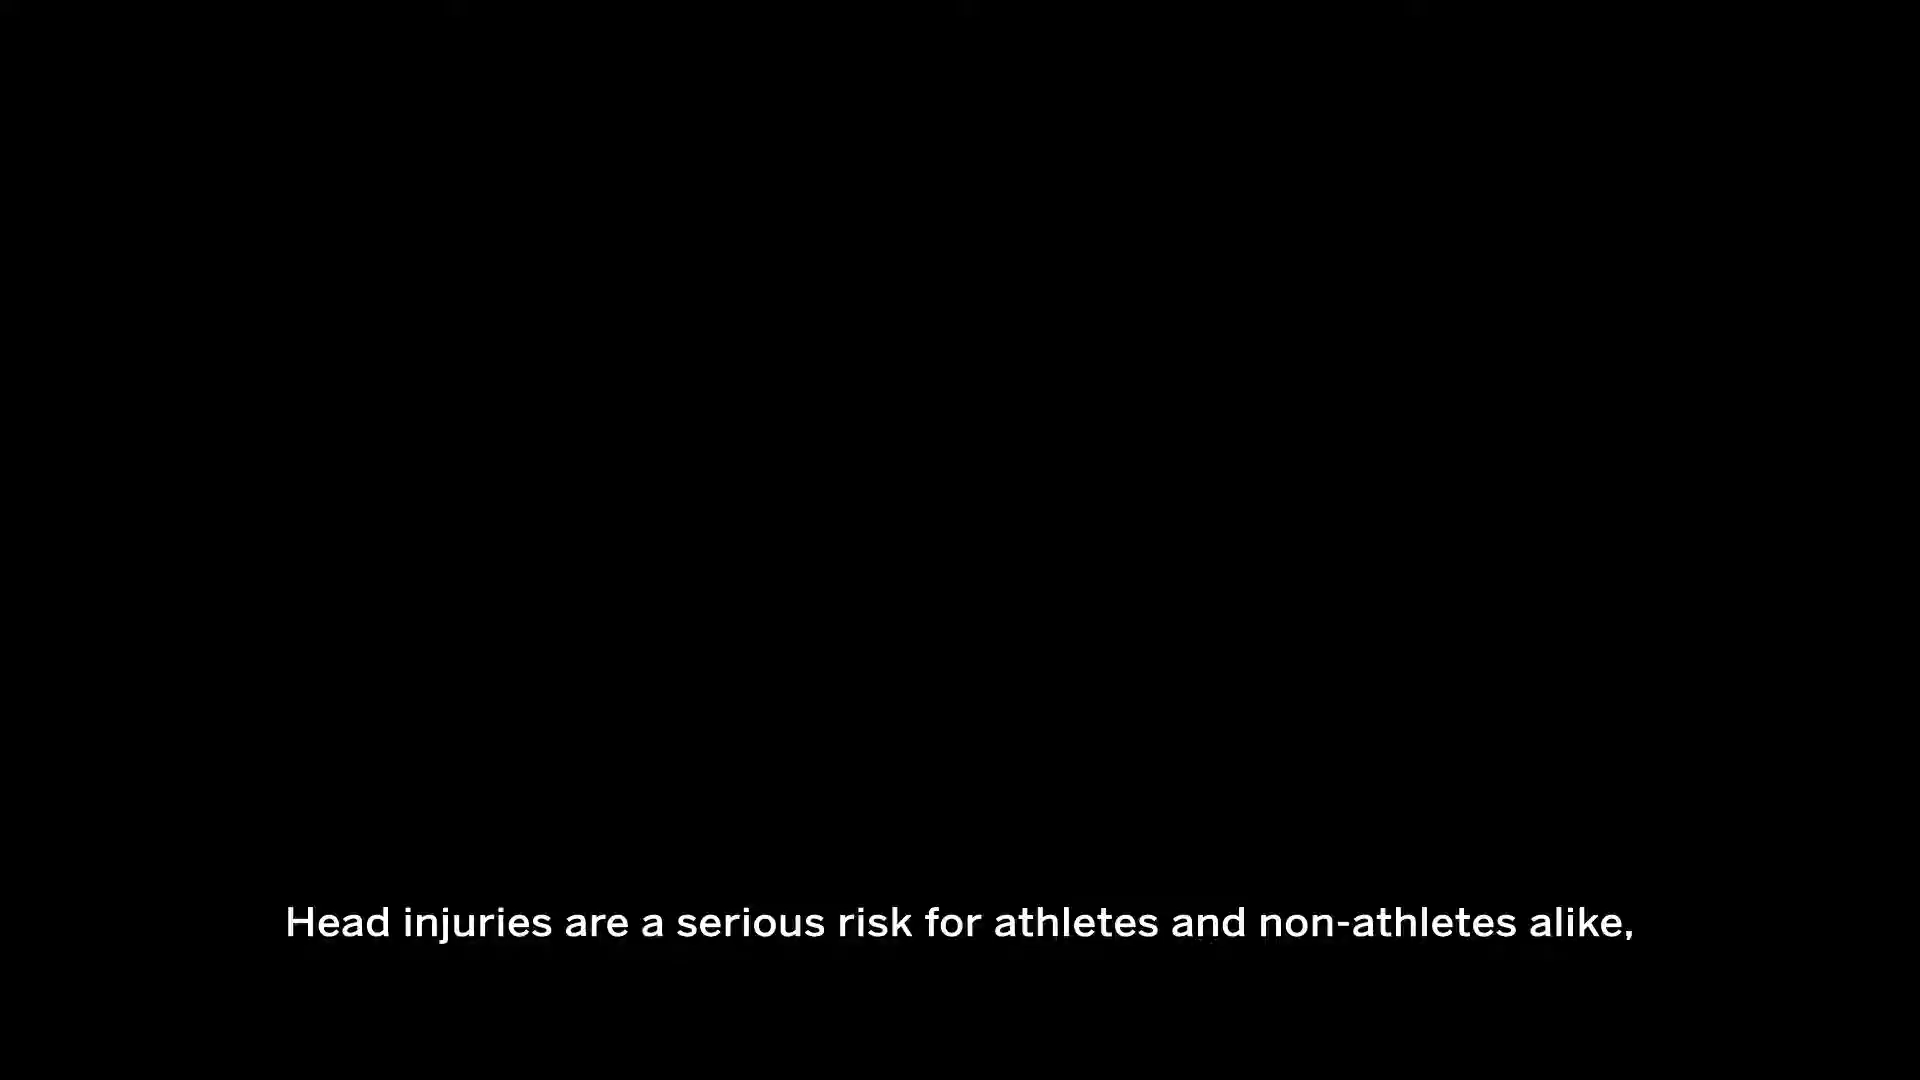 Head injuries are a serious risk for athletes and non-athletes alike,